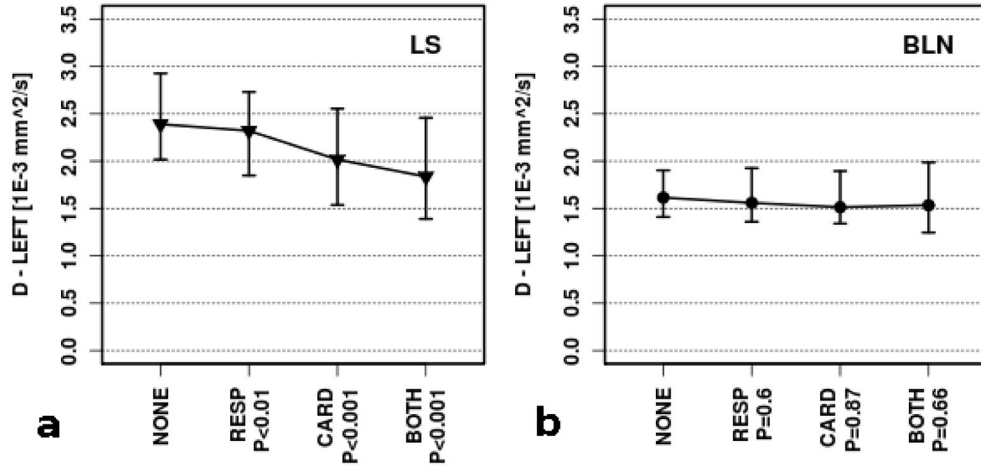 LS
D - LEFT [1E-3 mm^2/s]
3.5
3.0
2.5
2.0
1.5
1.0
0.5
0.0
NONE
RESP
P<0.01
CARD
P<0.001
BOTH
P<0.001
a
BLN
D - LEFT [1E-3 mm^2/s]
3.5
3.0
2.5
2.0
1.5
1.0
0.5
0.0
NONE
RESP
P=0.6
CARD
P=0.87
BOTH
P=0.66
b